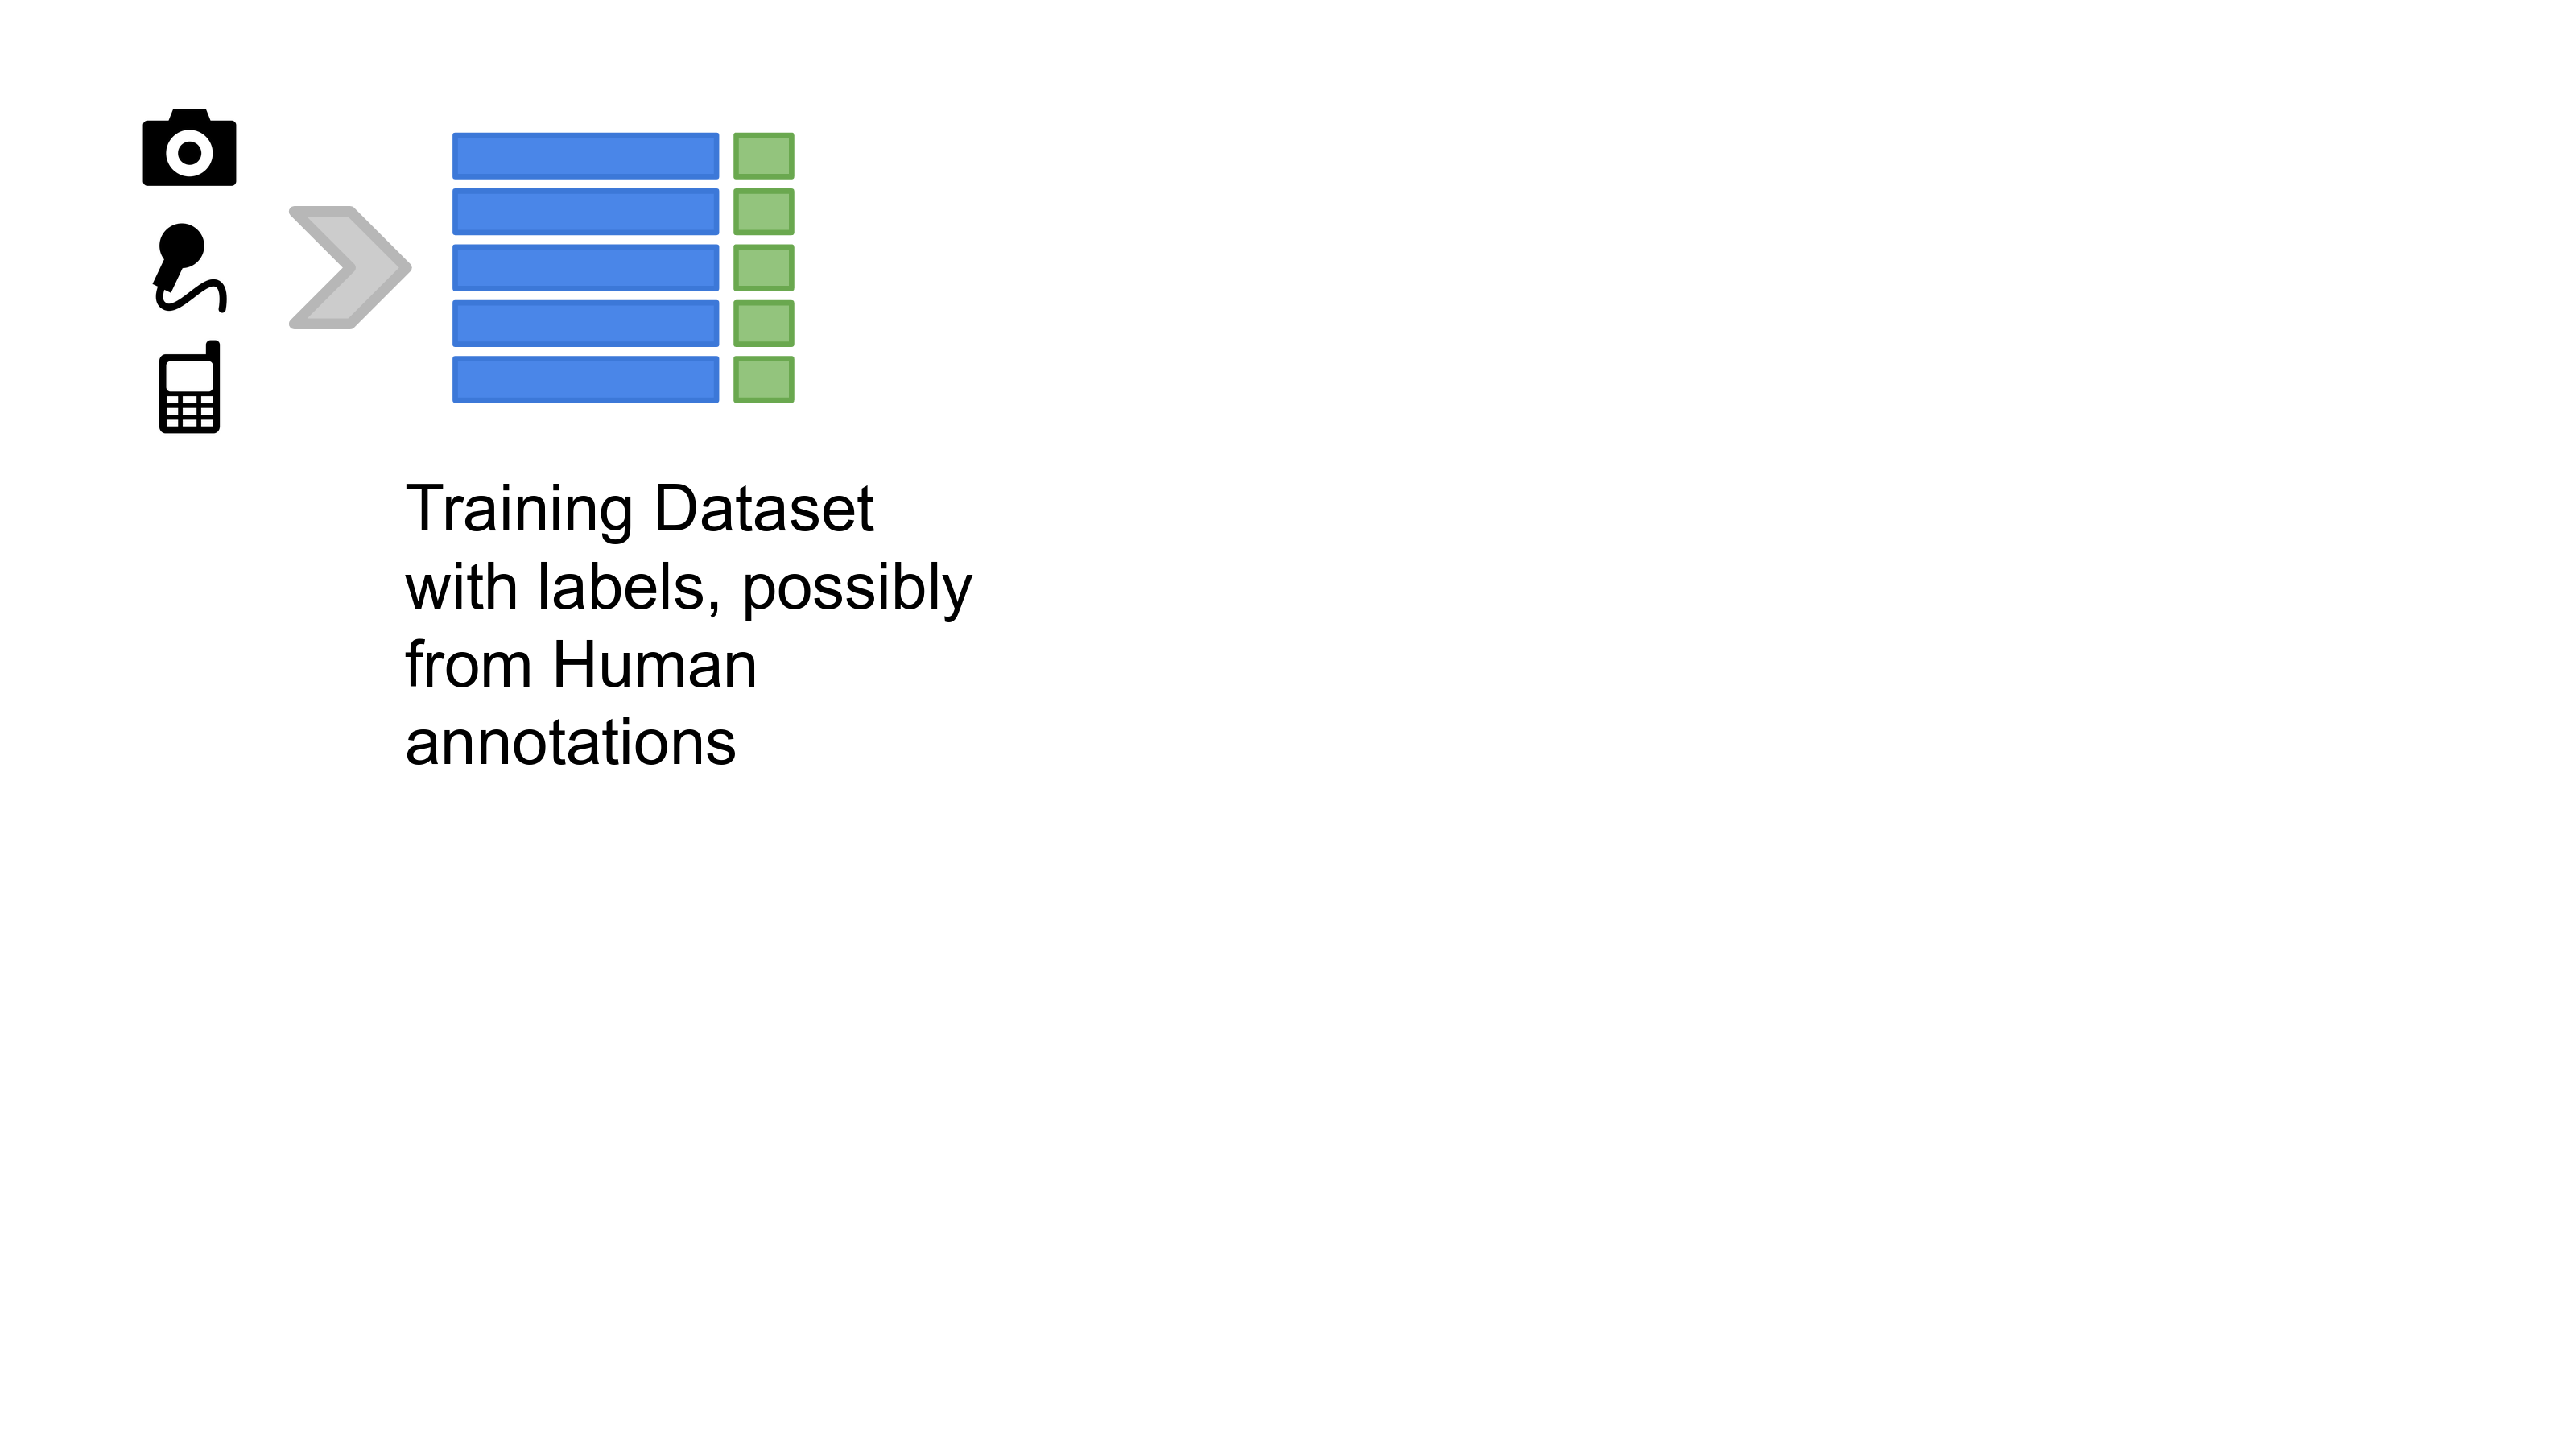 Training Dataset
with labels, possibly
from Human
annotations